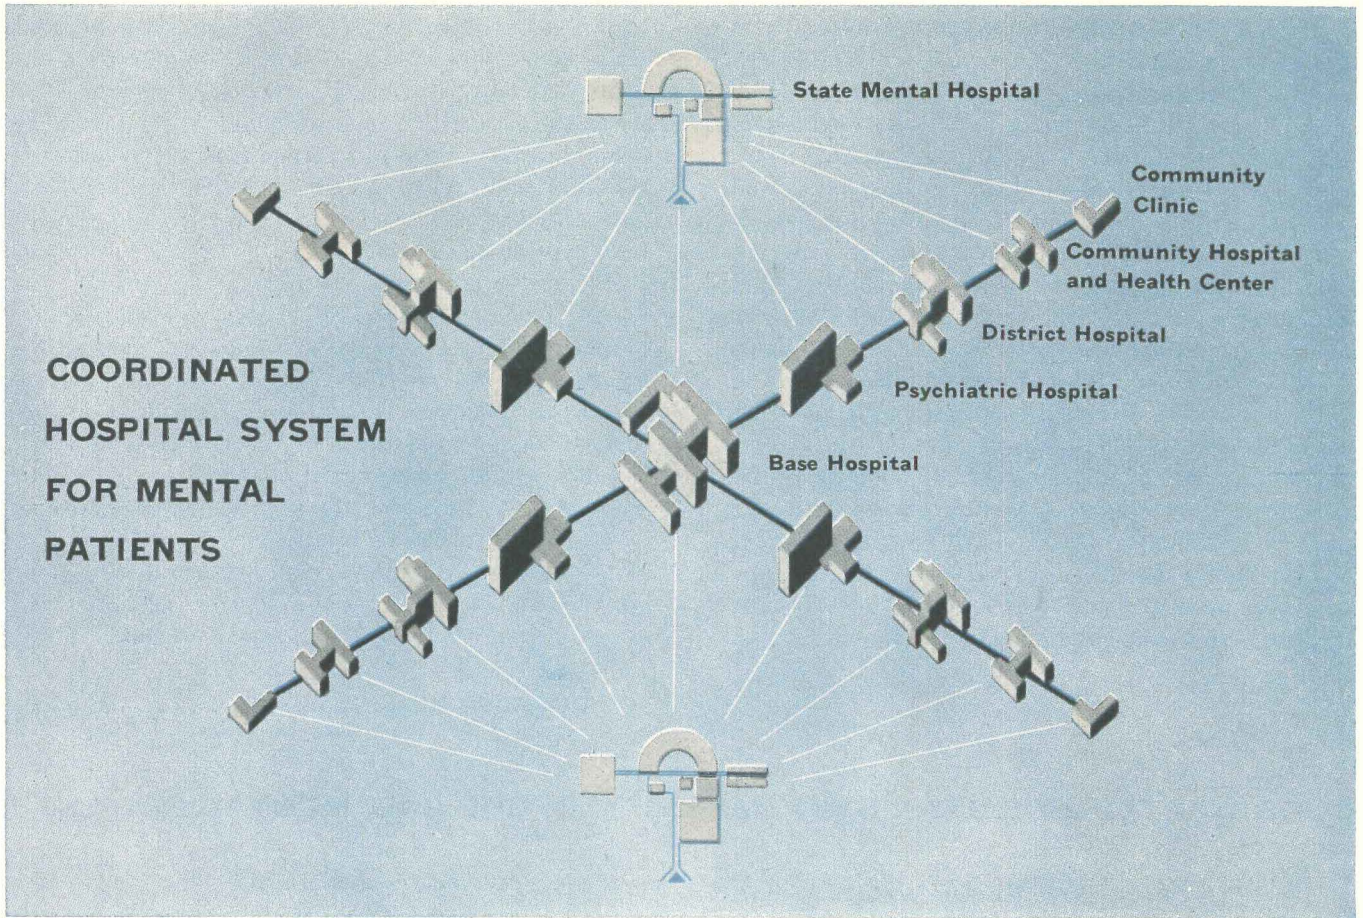 State Mental Hospital
Community
Clinic
Community Hospital
and Health Center
District Hospital
Psychiatric Hospital
Base Hospital
COORDINATED
HOSPITAL SYSTEM
FOR MENTAL
PATIENTS